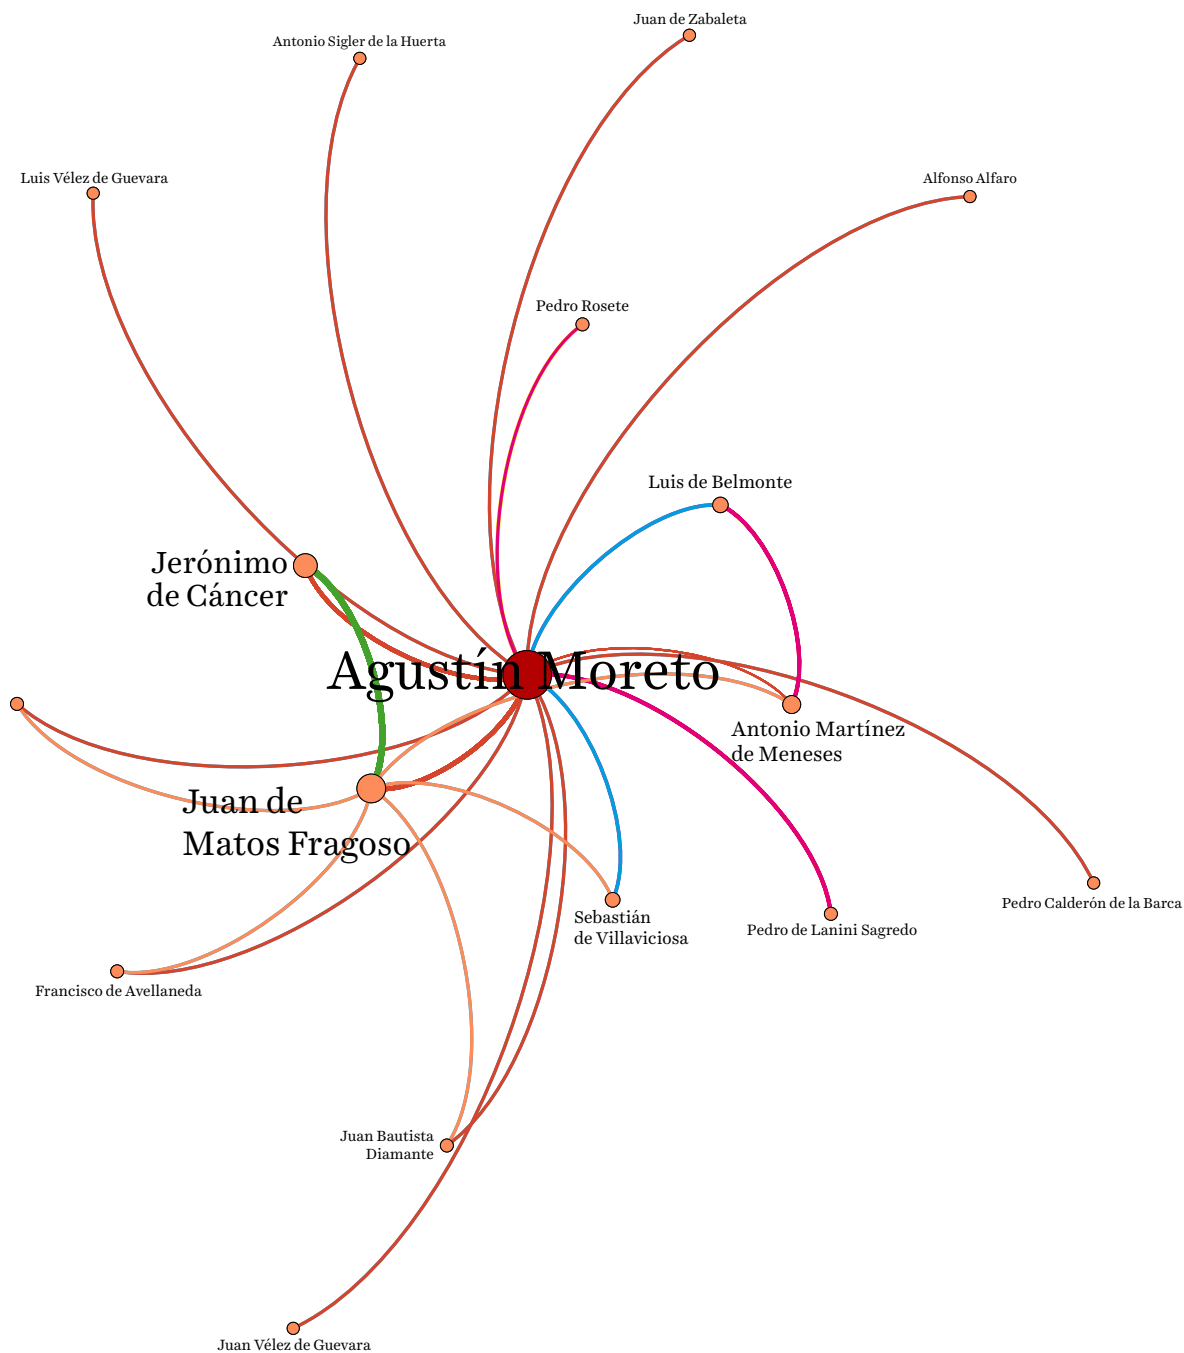 Juan de Zabaleta
Antonio Sigler de la Huerta
Luis Vélez de Guevara
Alfonso Alfaro
Pedro Rosete
Luis de Belmonte
Jerónimo
de Cáncer
Agustín Moreto
Antonio Martínez
de Meneses
Juan de
Matos Fragoso
Pedro Calderón de la Barca
Sebastián
de Villaviciosa
Pedro de Lanini Sagredo
Francisco de Avellaneda
Juan Bautista
Diamante
Juan Vélez de Guevara